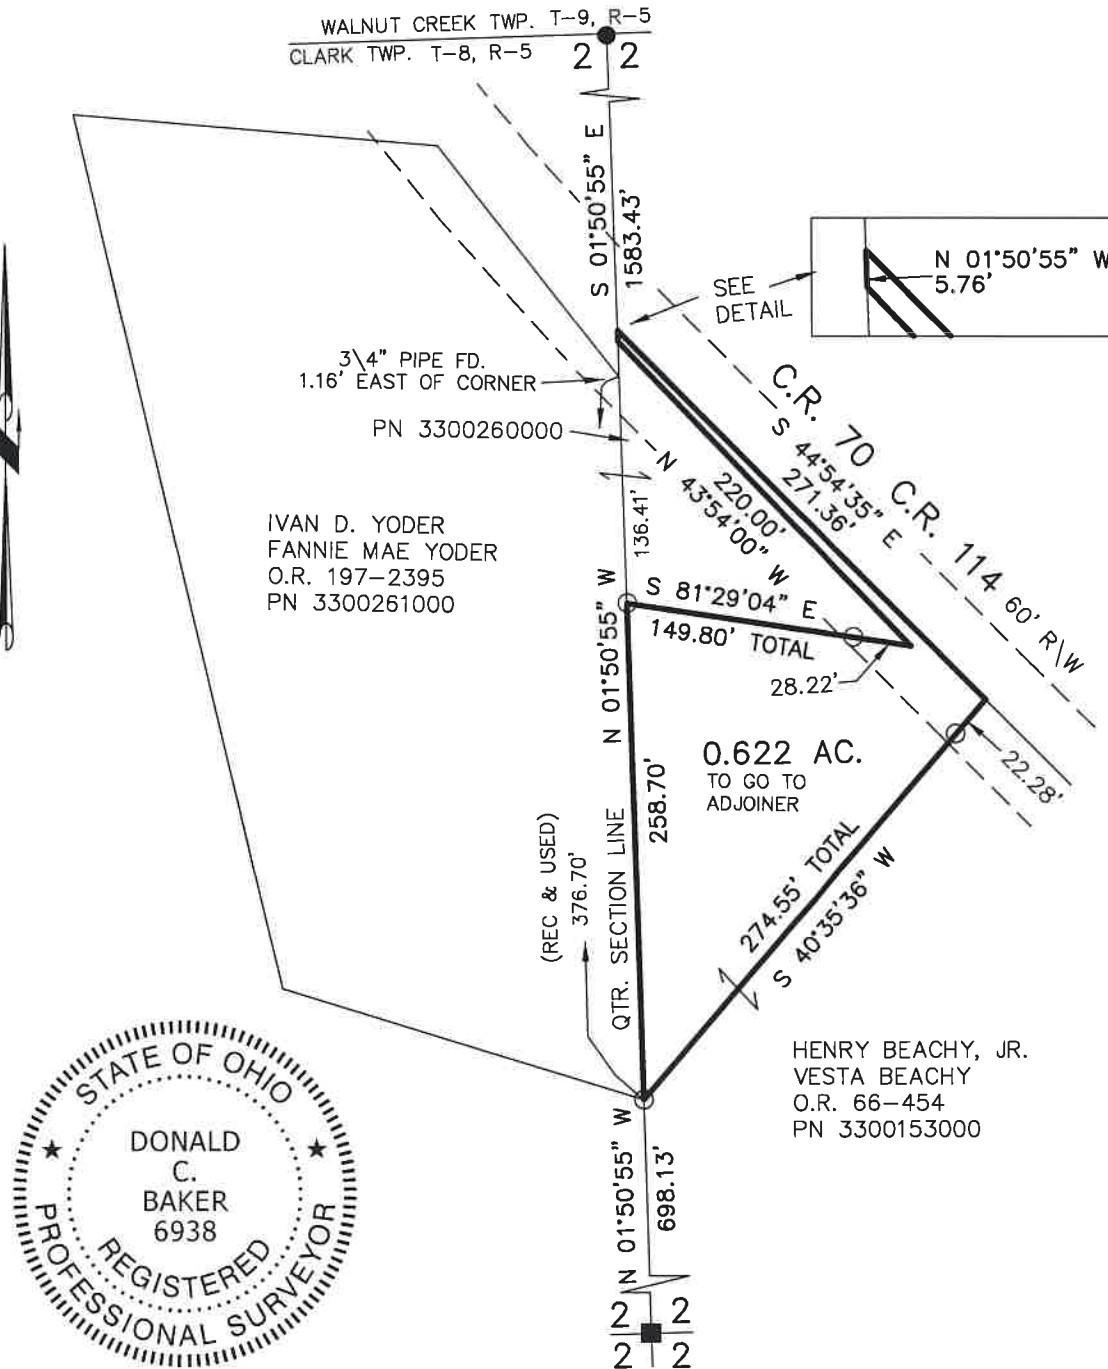 WALNUT CREEK TWP. T-9, R-5
CLARK TWP. T-8, R-5
2 2
S 01°50'55" E
1583.43'
SEE
DETAIL
N 01°50'55" W
5.76'
3\4" PIPE FD.
1.16' EAST OF CORNER
PN 3300260000
136.41'
C.R. 70 C.R. 114 60' R\W
S 44°54'35" E
271.36'
220.00'
N 43°54'00" W
IVAN D. YODER
FANNIE MAE YODER
O.R. 197-2395
PN 3300261000
S 81°29'04" E
149.80' TOTAL
28.22'
22.28'
N 01°50'55" W
258.70'
QTR. SECTION LINE
0.622 AC.
TO GO TO
ADJOINER
(REC & USED)
376.70'
274.55' TOTAL
S 40°35'36" W
HENRY BEACHY, JR.
VESTA BEACHY
O.R. 66-454
PN 3300153000
N 01°50'55" W
698.13'
2 2
2 2
STATE OF OHIO
DONALD
C.
BAKER
6938
REGISTERED
PROFESSIONAL SURVEYOR